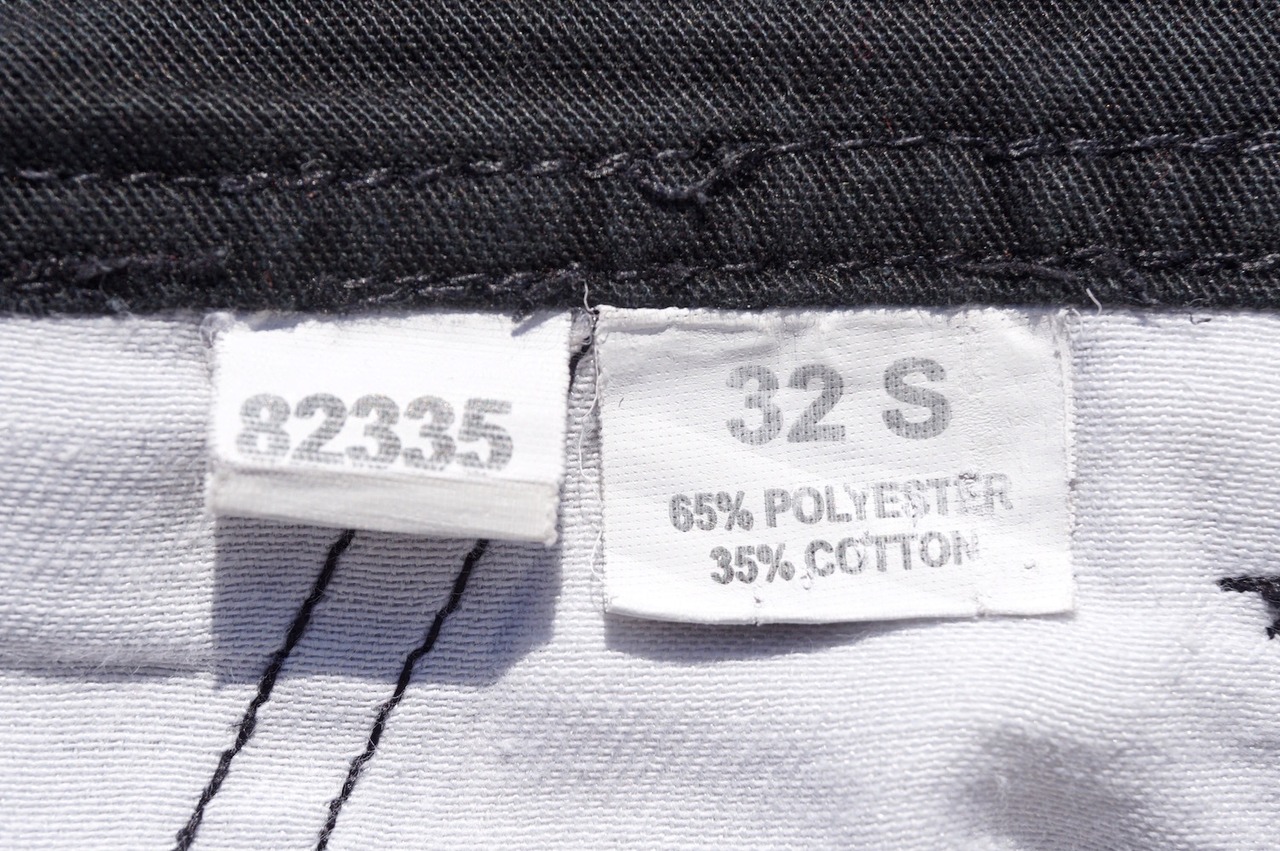 82335
32 S
65% POLYESTER
35% COTTON